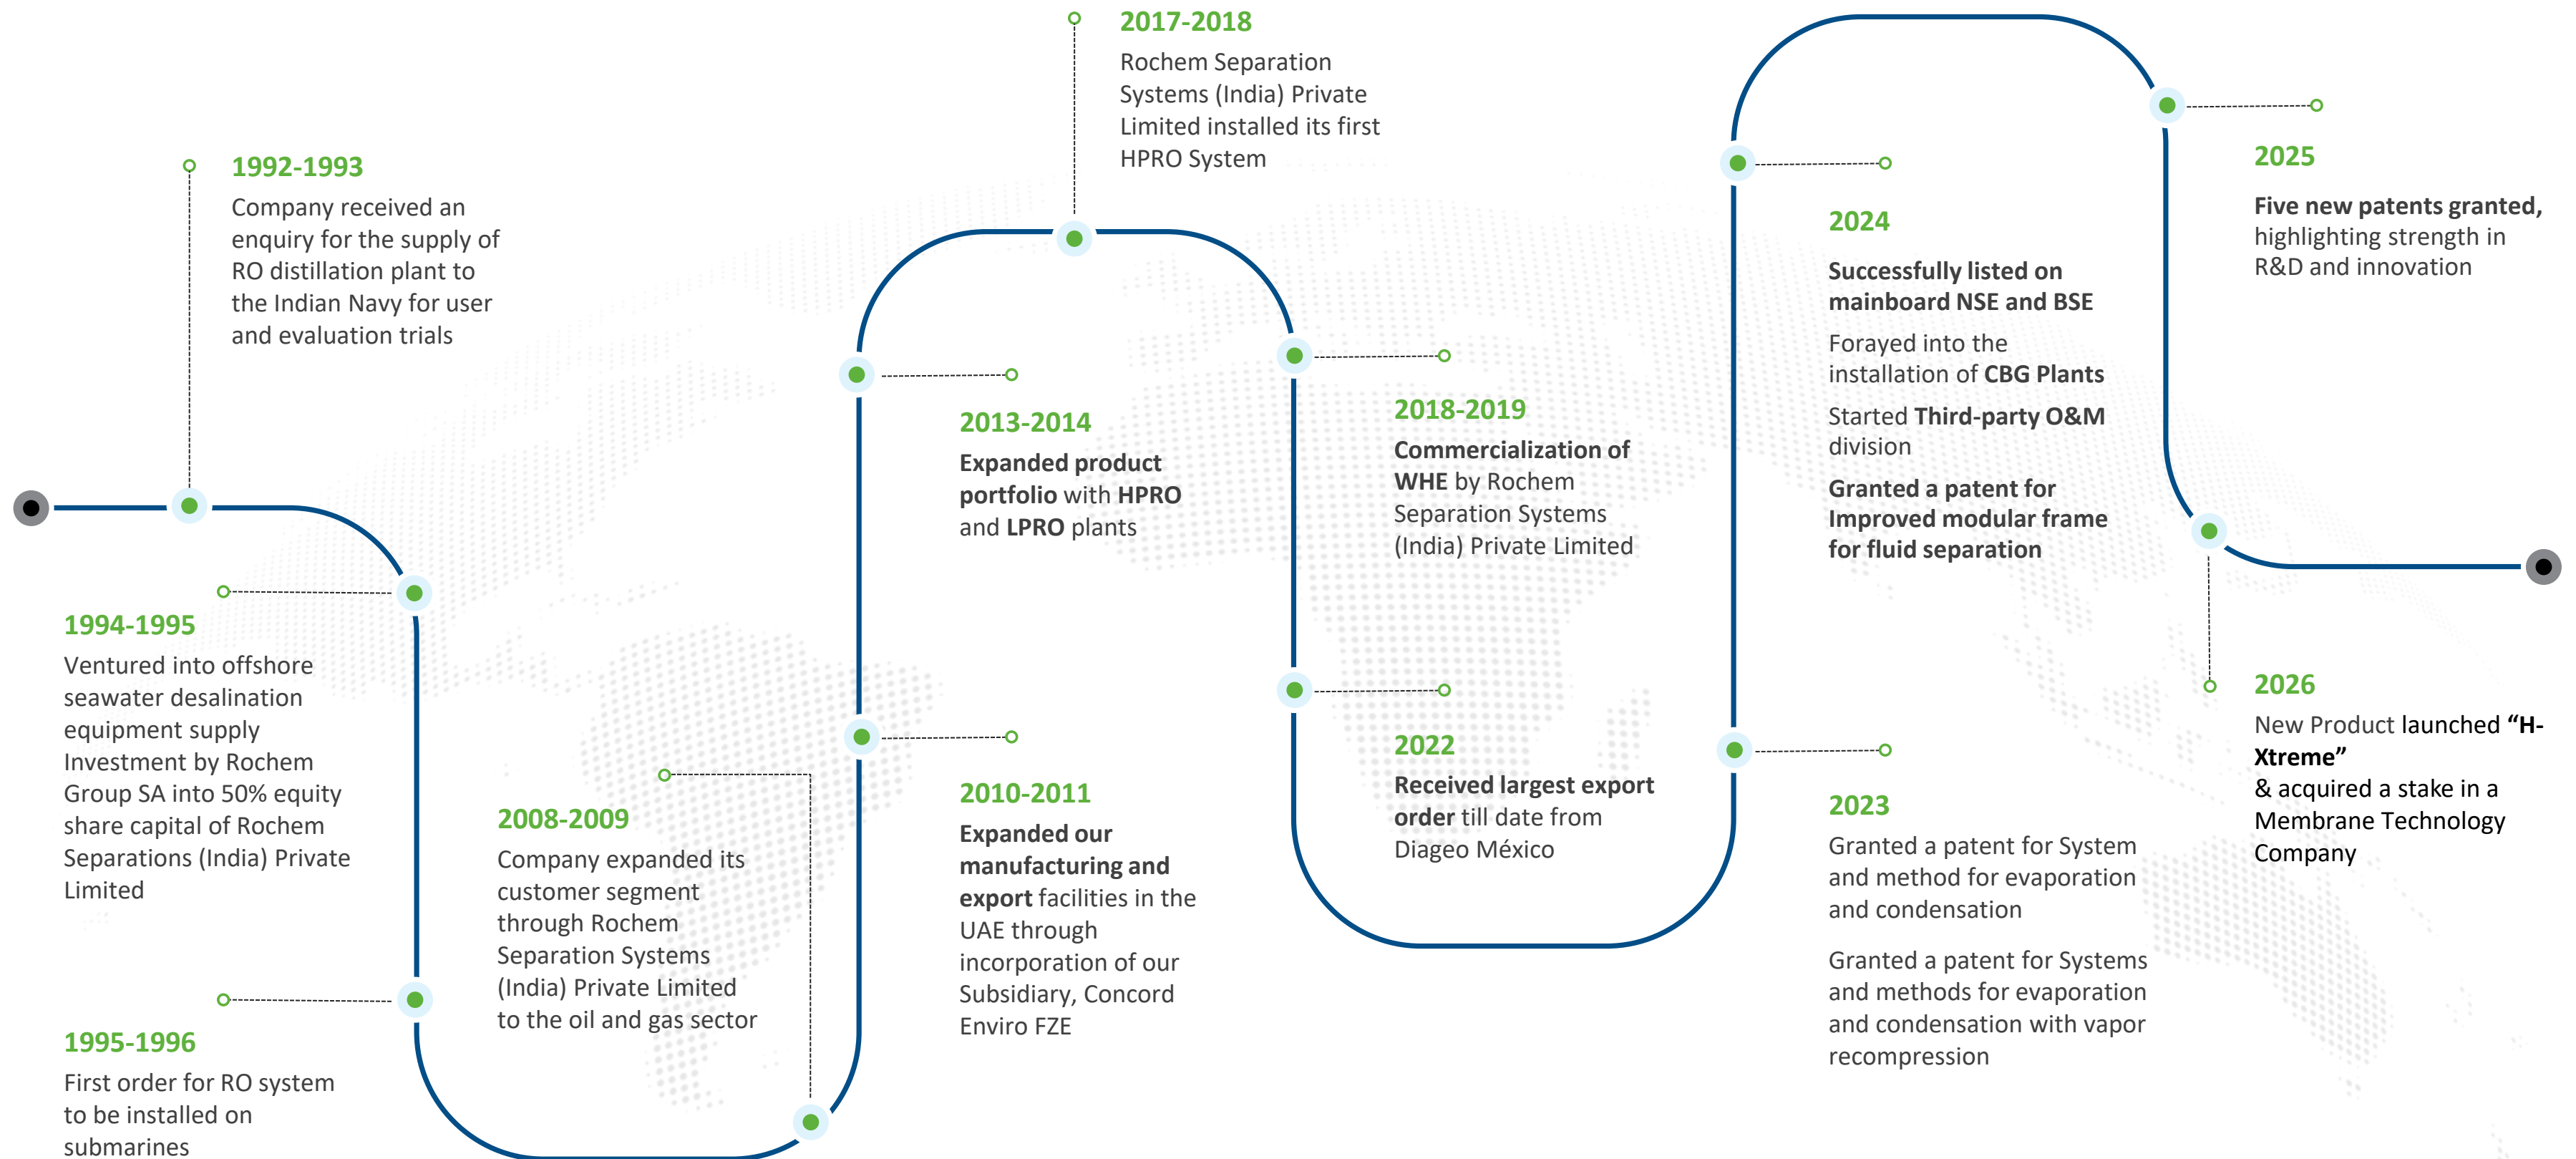 1992-1993
Company received an
enquiry for the supply of
RO distillation plant to
the Indian Navy for user
and evaluation trials
1994-1995
Ventured into offshore
seawater desalination
equipment supply
Investment by Rochem
Group SA into 50% equity
share capital of Rochem
Separations (India) Private
Limited
1995-1996
First order for RO system
to be installed on
submarines
2008-2009
Company expanded its
customer segment
through Rochem
Separation Systems
(India) Private Limited
to the oil and gas sector
2010-2011
Expanded our
manufacturing and
export facilities in the
UAE through
incorporation of our
Subsidiary, Concord
Enviro FZE
2013-2014
Expanded product
portfolio with HPRO
and LPRO plants
2017-2018
Rochem Separation
Systems (India) Private
Limited installed its first
HPRO System
2018-2019
Commercialization of
WHE by Rochem
Separation Systems
(India) Private Limited
2022
Received largest export
order till date from
Diageo México
2023
Granted a patent for System
and method for evaporation
and condensation
Granted a patent for Systems
and methods for evaporation
and condensation with vapor
recompression
2024
Successfully listed on
mainboard NSE and BSE
Forayed into the
installation of CBG Plants
Started Third-party O&M
division
Granted a patent for
Improved modular frame
for fluid separation
2025
Five new patents granted,
highlighting strength in
R&D and innovation
2026
New Product launched “H-
Xtreme”
& acquired a stake in a
Membrane Technology
Company